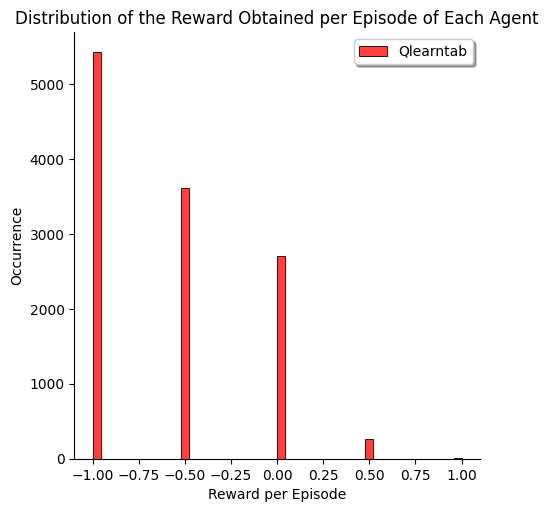 Distribution of the Reward Obtained per Episode of Each Agent
Qlearntab
Occurrence
5000
4000
3000
2000
1000
0
−1.00 −0.75 −0.50 −0.25 0.00 0.25 0.50 0.75 1.00
Reward per Episode